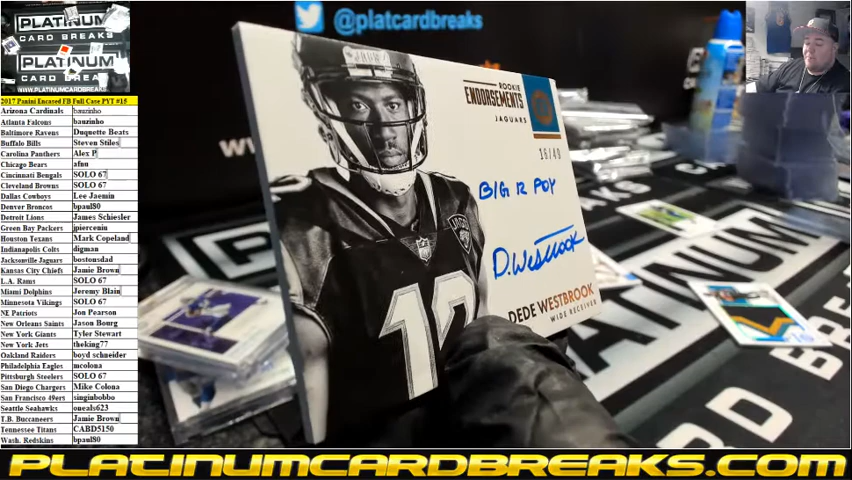 PLATINUM
CARD BREAKS
PLATINUM
CARD BREAKS
@platcardbreaks
2017 Panini Encased FB Full Case PYT #15
Arizona Cardinals bauzinho
Atlanta Falcons bauzinho
Baltimore Ravens Duquette Beats
Buffalo Bills Steven Stiles
Carolina Panthers Alex P
Chicago Bears afnu
Cincinnati Bengals SOLO 67
Cleveland Browns SOLO 67
Dallas Cowboys Lee Jaemin
Denver Broncos bpaul80
Detroit Lions James Schiesler
Green Bay Packers jpierceniu
Houston Texans Mark Copeland
Indianapolis Colts digman
Jacksonville Jaguars bostonsdad
Kansas City Chiefs Jamie Brown
L.A. Rams SOLO 67
Miami Dolphins Jeremy Blain
Minnesota Vikings SOLO 67
NE Patriots Jon Pearson
New Orleans Saints Jason Bourg
New York Giants Tyler Stewart
New York Jets theking77
Oakland Raiders boyd schneider
Philadelphia Eagles mcolona
Pittsburgh Steelers SOLO 67
San Diego Chargers Mike Colona
San Francisco 49ers singinbobbo
Seattle Seahawks oneals623
T.B. Buccaneers Jamie Brown
Tennessee Titans CABD5150
Wash. Redskins bpaul80
ROOKIE
ENDORSEMENTS
JAGUARS
BIG 12 POY
D. Westbrook
DEDE WESTBROOK
WIDE RECEIVER
12
PLATINUM
PLATINUMCARDBREAKS.COM